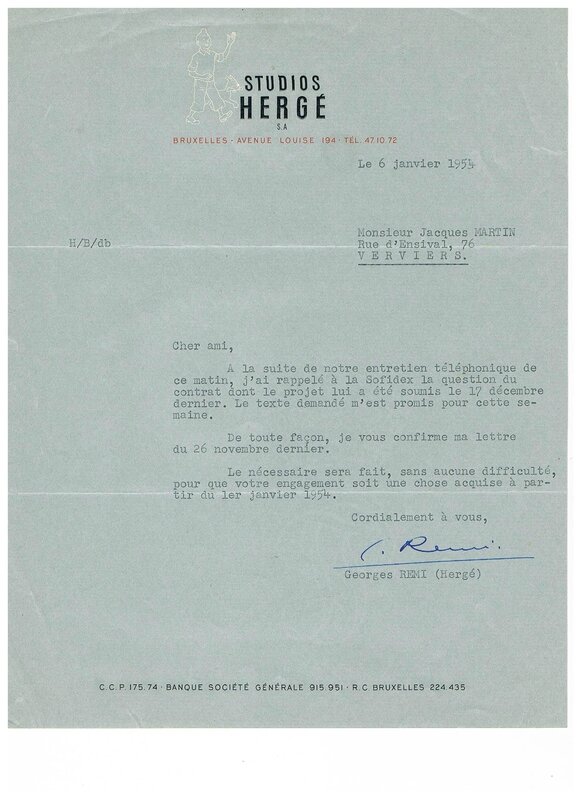 STUDIOS
HERGÉ
S.A
BRUXELLES · AVENUE LOUISE 194 · TÉL. 47.10.72
Le 6 janvier 1954
Monsieur Jacques MARTIN
H/B/db
Rue d'Ensival, 76
VERVIERS.
Cher ami,
A la suite de notre entretien téléphonique de
ce matin, j'ai rappelé à la Sofidex la question du
contrat dont le projet lui a été soumis le 17 décembre
dernier. Le texte demandé m'est promis pour cette se-
maine.
De toute façon, je vous confirme ma lettre
du 26 novembre dernier.
Le nécessaire sera fait, sans aucune difficulté,
pour que votre engagement soit une chose acquise à par-
tir du 1er janvier 1954.
Cordialement à vous,
G. Remi.
Georges REMI (Hergé)
C.C.P. 175.74 · BANQUE SOCIÉTÉ GÉNÉRALE 915.951 · R.C BRUXELLES 224.435